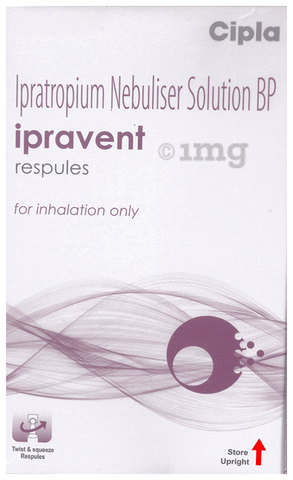 Cipla
Ipratropium Nebuliser Solution BP
ipravent
© 1mg
respules
for inhalation only
Twist & squeeze
Respules
Store
Upright